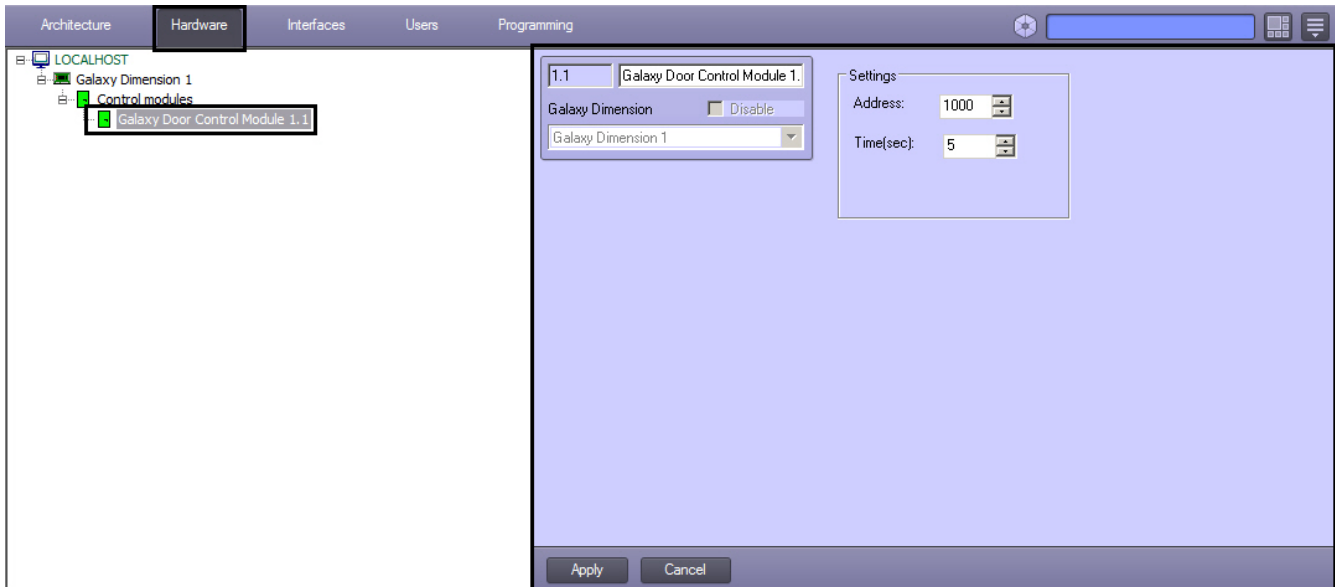 Architecture Hardware Interfaces Users Programming
LOCALHOST
Galaxy Dimension 1
Control modules
Galaxy Door Control Module 1.1
1.1 Galaxy Door Control Module 1.
Galaxy Dimension Disable
Galaxy Dimension 1
Settings
Address: 1000
Time(sec): 5
Apply Cancel